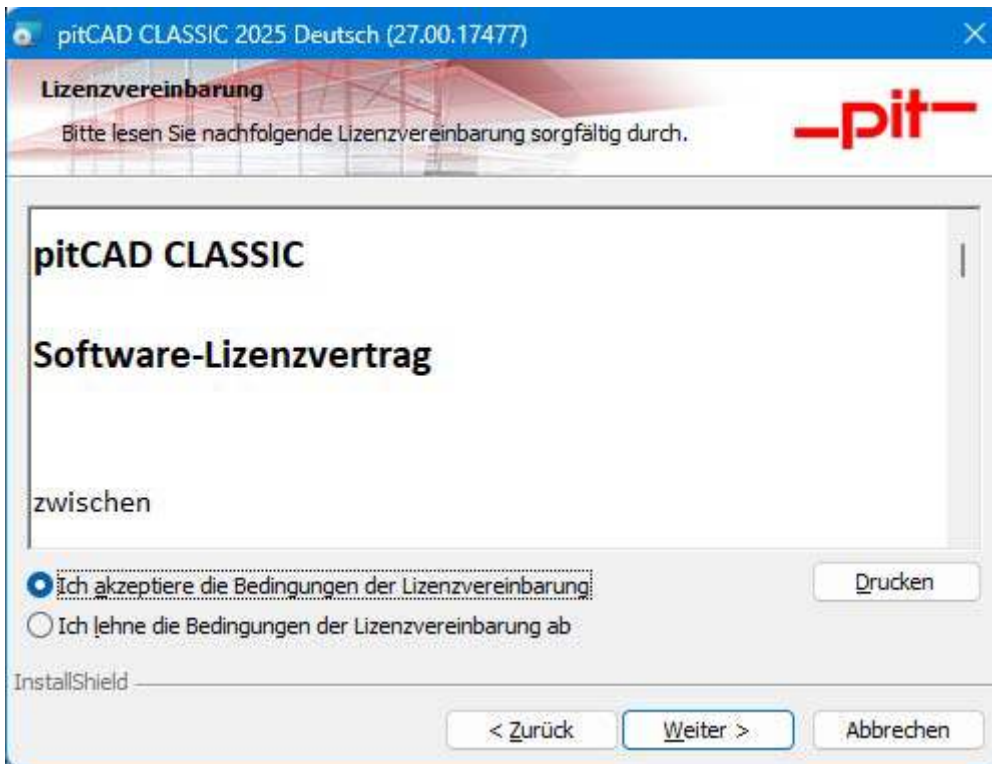 pitCAD CLASSIC 2025 Deutsch (27.00.17477)
Lizenzvereinbarung
Bitte lesen Sie nachfolgende Lizenzvereinbarung sorgfältig durch.
pit
pitCAD CLASSIC
Software-Lizenzvertrag
zwischen
Ich akzeptiere die Bedingungen der Lizenzvereinbarung
Drucken
Ich lehne die Bedingungen der Lizenzvereinbarung ab
InstallShield
< Zurück
Weiter >
Abbrechen